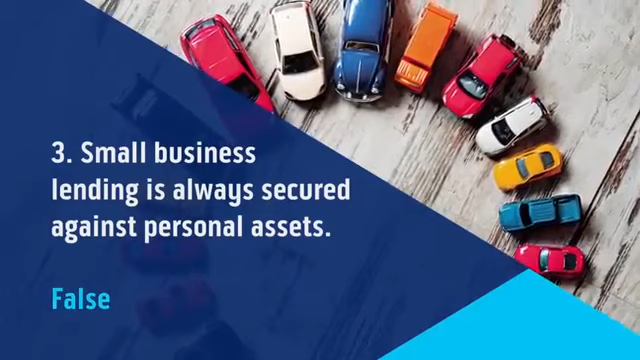 3. Small business
lending is always secured
against personal assets.
False